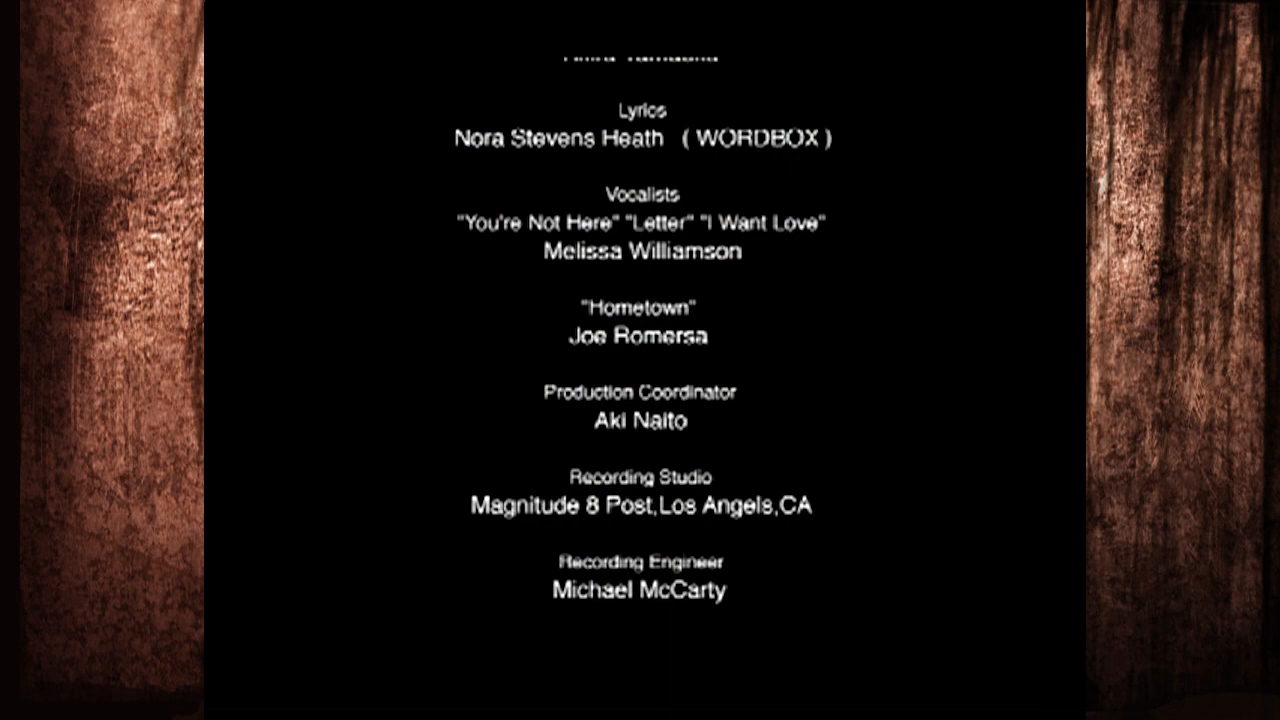 Lyrics
Nora Stevens Heath ( WORDBOX )
Vocalists
"You're Not Here" "Letter" "I Want Love"
Melissa Williamson
"Hometown"
Joe Romersa
Production Coordinator
Aki Naito
Recording Studio
Magnitude 8 Post,Los Angels,CA
Recording Engineer
Michael McCarty